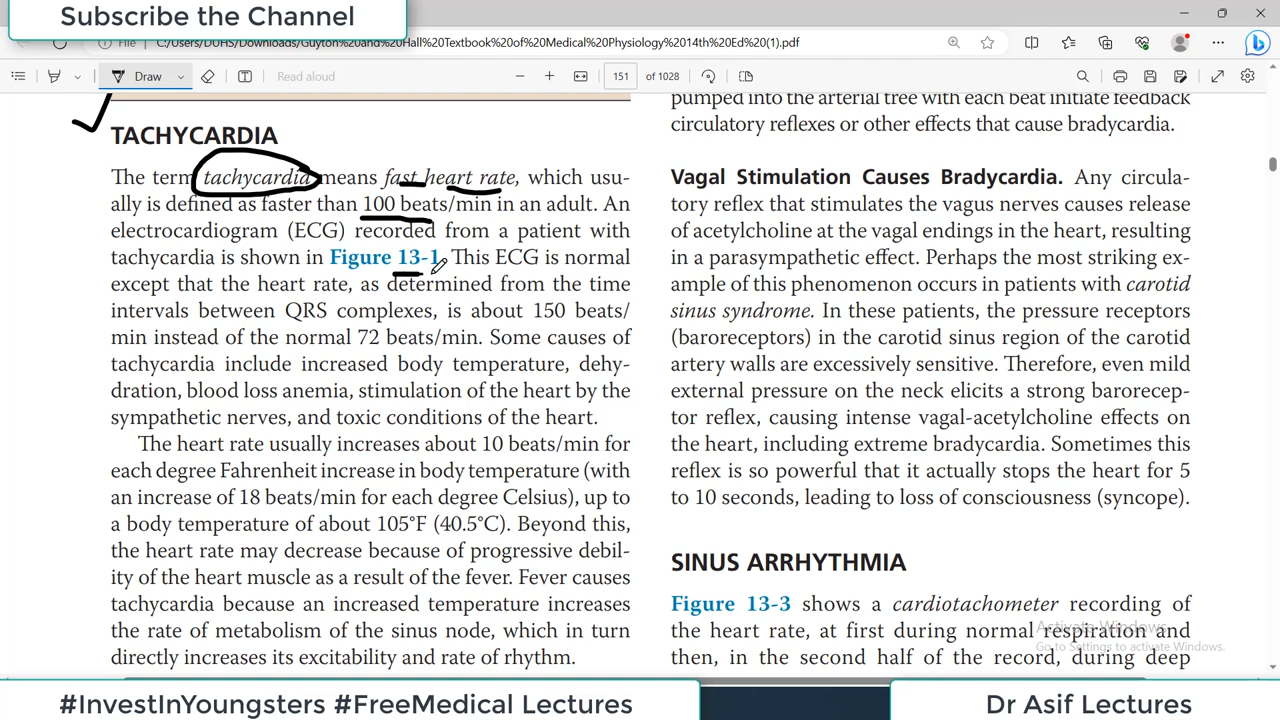 Subscribe the Channel
File
C:/Users/DUHS/Downloads/Guyton%20and%20Hall%20Textbook%20of%20Medical%20Physiology%2014th%20Ed%20(1).pdf
Draw
Read aloud
151 of 1028
TACHYCARDIA
The term tachycardia means fast heart rate, which usu-
ally is defined as faster than 100 beats/min in an adult. An
electrocardiogram (ECG) recorded from a patient with
tachycardia is shown in Figure 13-1. This ECG is normal
except that the heart rate, as determined from the time
intervals between QRS complexes, is about 150 beats/
min instead of the normal 72 beats/min. Some causes of
tachycardia include increased body temperature, dehy-
dration, blood loss anemia, stimulation of the heart by the
sympathetic nerves, and toxic conditions of the heart.
The heart rate usually increases about 10 beats/min for
each degree Fahrenheit increase in body temperature (with
an increase of 18 beats/min for each degree Celsius), up to
a body temperature of about 105°F (40.5°C). Beyond this,
the heart rate may decrease because of progressive debil-
ity of the heart muscle as a result of the fever. Fever causes
tachycardia because an increased temperature increases
the rate of metabolism of the sinus node, which in turn
directly increases its excitability and rate of rhythm.
pumped into the arterial tree with each beat initiate feedback
circulatory reflexes or other effects that cause bradycardia.
Vagal Stimulation Causes Bradycardia. Any circula-
tory reflex that stimulates the vagus nerves causes release
of acetylcholine at the vagal endings in the heart, resulting
in a parasympathetic effect. Perhaps the most striking ex-
ample of this phenomenon occurs in patients with carotid
sinus syndrome. In these patients, the pressure receptors
(baroreceptors) in the carotid sinus region of the carotid
artery walls are excessively sensitive. Therefore, even mild
external pressure on the neck elicits a strong barorecep-
tor reflex, causing intense vagal-acetylcholine effects on
the heart, including extreme bradycardia. Sometimes this
reflex is so powerful that it actually stops the heart for 5
to 10 seconds, leading to loss of consciousness (syncope).
SINUS ARRHYTHMIA
Figure 13-3 shows a cardiotachometer recording of
the heart rate, at first during normal respiration and
then, in the second half of the record, during deep
Activate Windows
Go to Settings to activate Windows.
#InvestInYoungsters #FreeMedical Lectures
Dr Asif Lectures